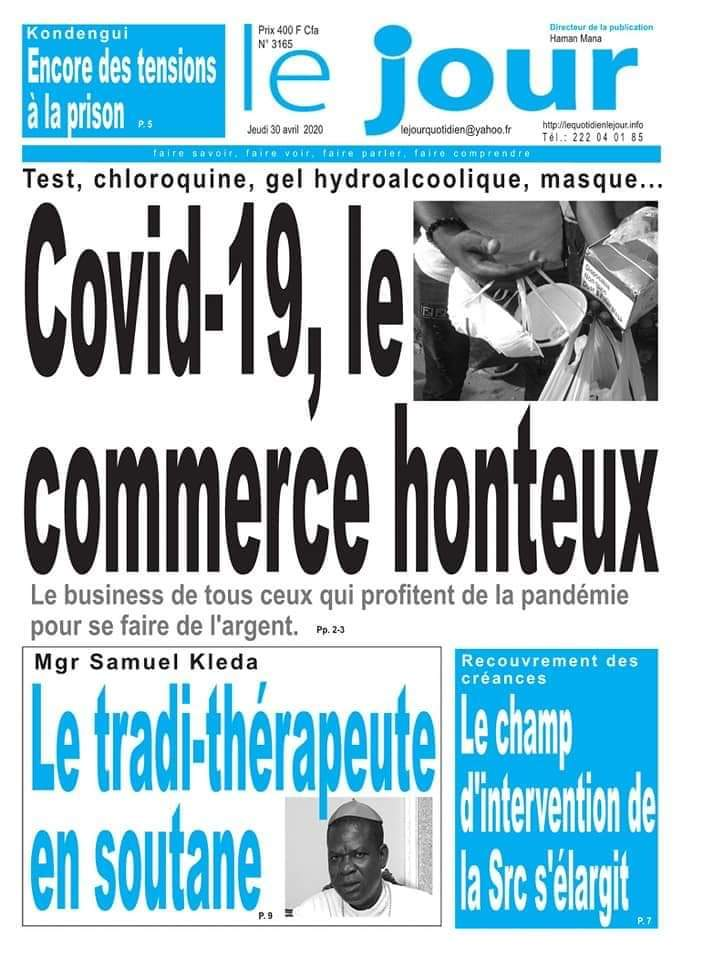 Kondengui
Encore des tensions
à la prison P. 5
Prix 400 F Cfa
N° 3165
le jour
Jeudi 30 avril 2020
lejourquotidien@yahoo.fr
Directeur de la publication
Haman Mana
http://lequotidienlejour.info
Tél.: 222 04 01 85
faire savoir, faire voir, faire parler, faire comprendre
Test, chloroquine, gel hydroalcoolique, masque...
Covid-19, le
commerce honteux
Le business de tous ceux qui profitent de la pandémie
pour se faire de l'argent. Pp. 2-3
Mgr Samuel Kleda
Le tradi-thérapeute
en soutane
P. 9
Recouvrement des
créances
Le champ
d'intervention de
la Src s'élargit
P. 7